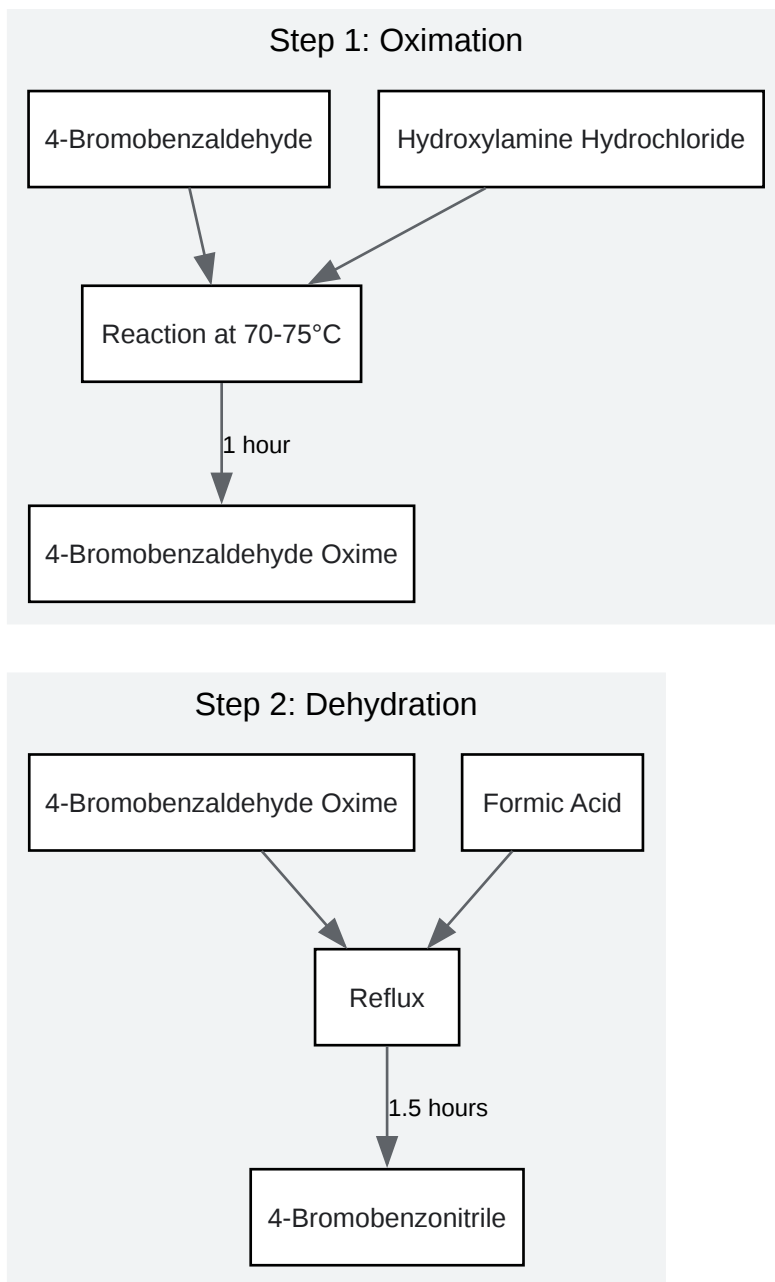 Step 1: Oximation
4-Bromobenzaldehyde
Hydroxylamine Hydrochloride
Reaction at 70-75°C
1 hour
4-Bromobenzaldehyde Oxime
Step 2: Dehydration
4-Bromobenzaldehyde Oxime
Formic Acid
Reflux
1.5 hours
4-Bromobenzonitrile